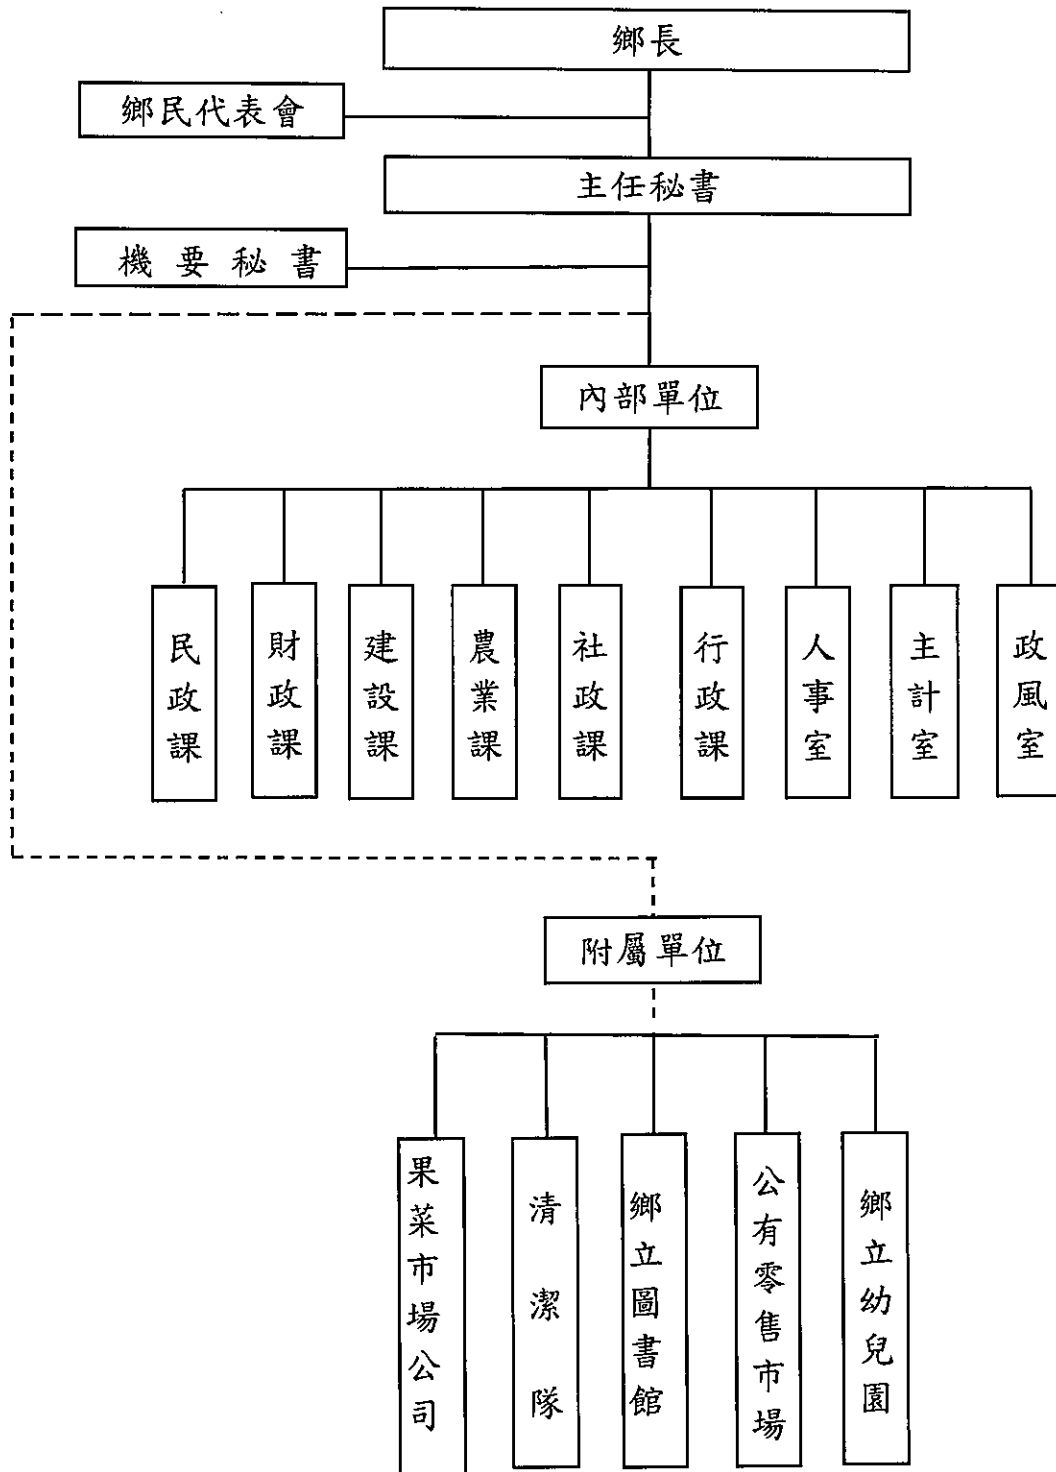 鄉長
鄉民代表會
主任秘書
機要秘書
內部單位
民政課
財政課
建設課
農業課
社政課
行政課
人事室
主計室
政風室
附屬單位
果菜市場公司
清潔隊
鄉立圖書館
公有零售市場
鄉立幼兒園